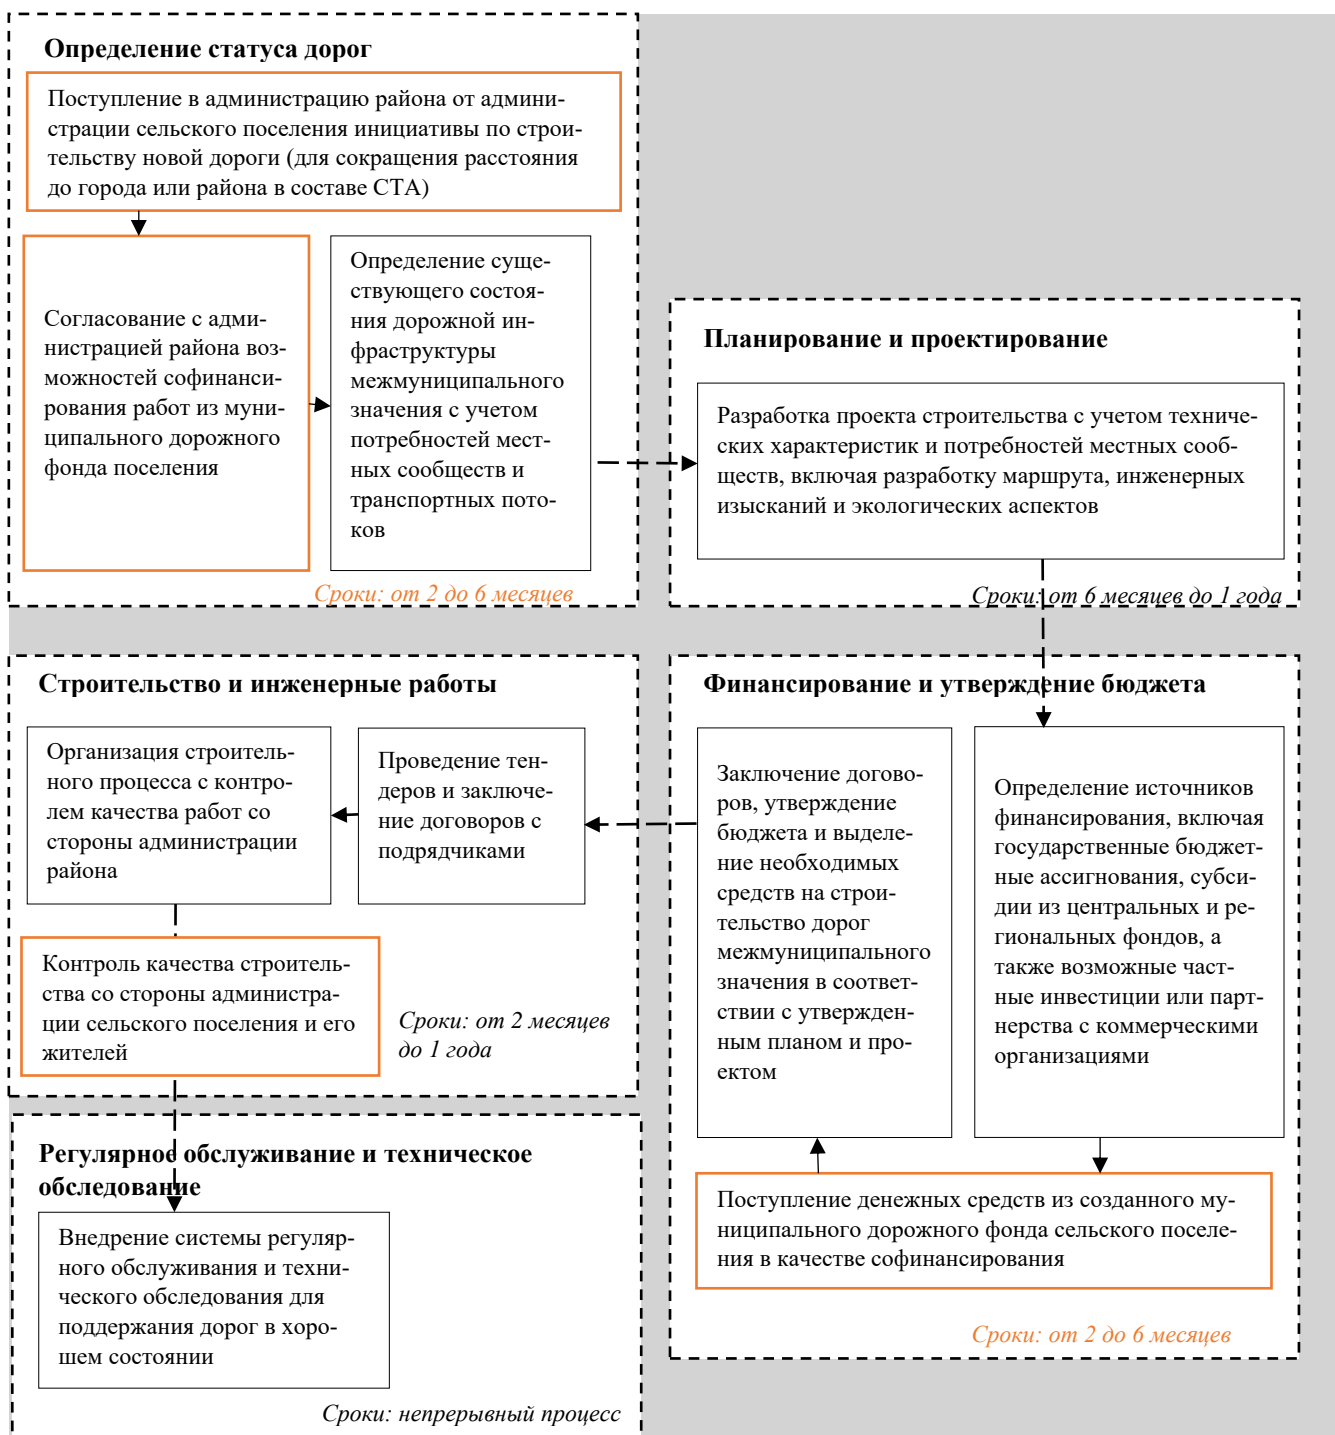 Определение статуса дорог
Поступление в администрацию района от админи-
страции сельского поселения инициативы по строи-
тельству новой дороги (для сокращения расстояния
до города или района в составе СТА)
Согласование с адми-
нистрацией района воз-
можностей софинанси-
рования работ из муни-
ципального дорожного
фонда поселения
Определение суще-
ствующего состоя-
ния дорожной ин-
фраструктуры
межмуниципального
значения с учетом
потребностей мест-
ных сообществ и
транспортных пото-
ков
Сроки: от 2 до 6 месяцев
Планирование и проектирование
Разработка проекта строительства с учетом техниче-
ских характеристик и потребностей местных сооб-
ществ, включая разработку маршрута, инженерных
изысканий и экологических аспектов
Сроки: от 6 месяцев до 1 года
Финансирование и утверждение бюджета
Определение источников
финансирования, включая
государственные бюджет-
ные ассигнования, субси-
дии из центральных и ре-
гиональных фондов, а
также возможные част-
ные инвестиции или парт-
нерства с коммерческими
организациями
Поступление денежных средств из созданного му-
ниципального дорожного фонда сельского поселе-
ния в качестве софинансирования
Заключение догово-
ров, утверждение
бюджета и выделе-
ние необходимых
средств на строи-
тельство дорог
межмуниципального
значения в соответ-
ствии с утвержден-
ным планом и про-
ектом
Сроки: от 2 до 6 месяцев
Строительство и инженерные работы
Проведение тен-
деров и заключе-
ние договоров с
подрядчиками
Организация строитель-
ного процесса с контро-
лем качества работ со
стороны администрации
района
Контроль качества строитель-
ства со стороны администра-
ции сельского поселения и его
жителей
Сроки: от 2 месяцев
до 1 года
Регулярное обслуживание и техническое
обследование
Внедрение системы регуляр-
ного обслуживания и техни-
ческого обследования для
поддержания дорог в хоро-
шем состоянии
Сроки: непрерывный процесс